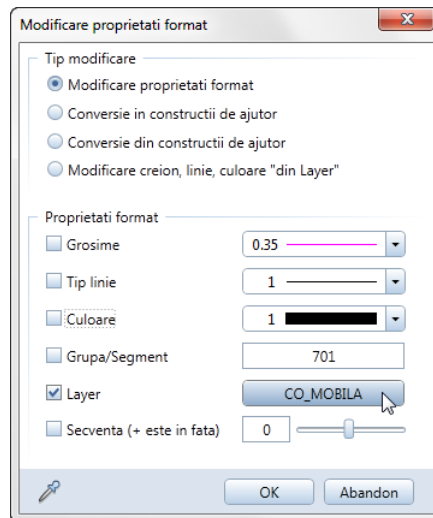 Modificare proprietati format
Tip modificare
Modificare proprietati format
Conversie in constructii de ajutor
Conversie din constructii de ajutor
Modificare creion, linie, culoare "din Layer"
Proprietati format
Grosime 0.35
Tip linie 1
Culoare 1
Grupa/Segment 701
Layer CO_MOBILA
Secventa (+ este in fata) 0
OK Abandon